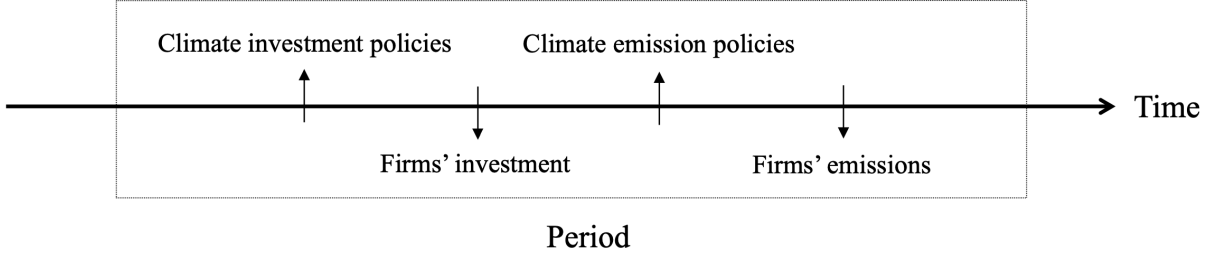 Climate investment policies
Climate emission policies
Time
Firms’ investment
Firms’ emissions
Period